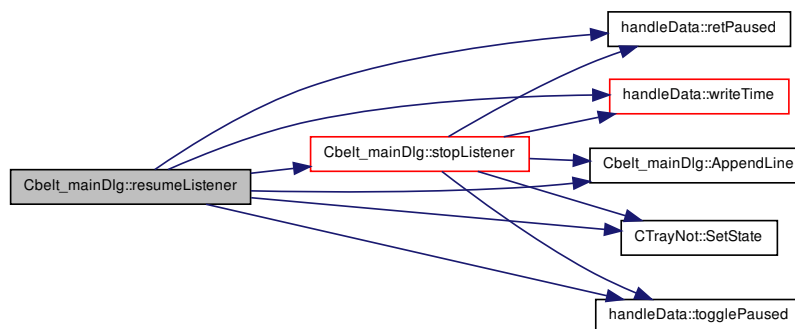 handleData::retPaused
handleData::writeTime
Cbelt_mainDlg::stopListener
Cbelt_mainDlg::AppendLine
Cbelt_mainDlg::resumeListener
CTrayNot::SetState
handleData::togglePaused